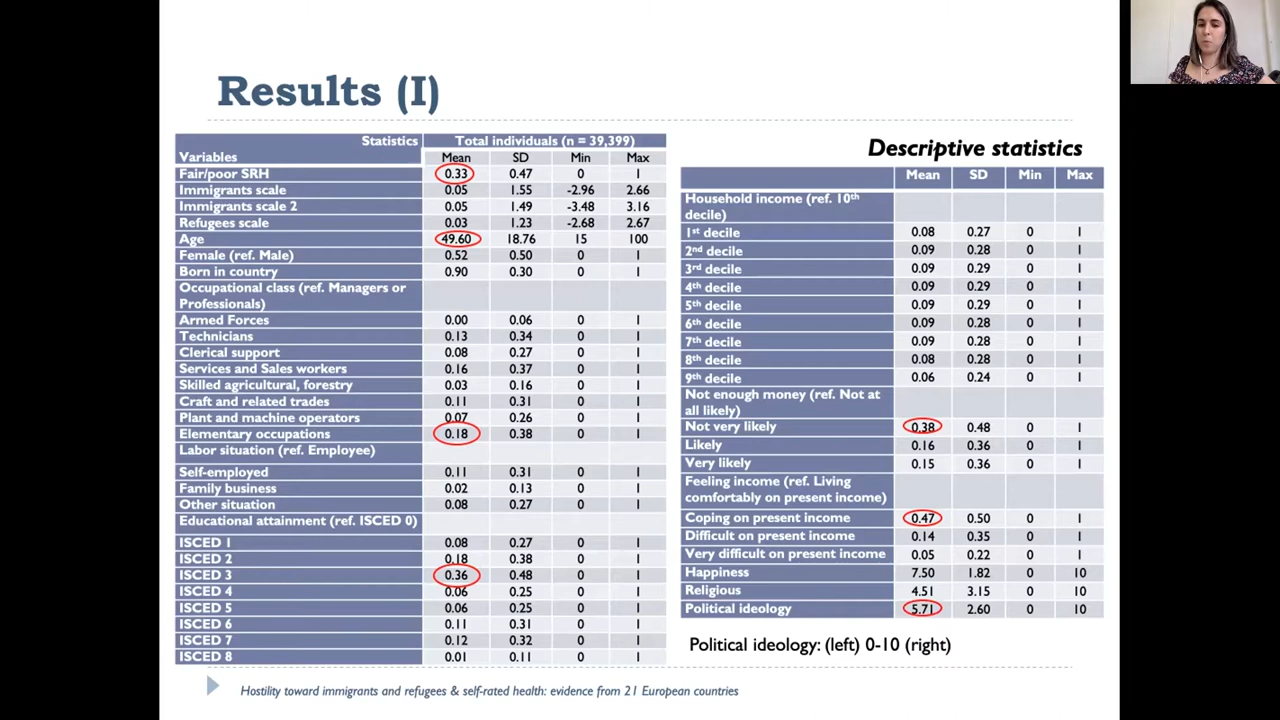 Results (I)
Statistics Total individuals (n = 39,399)
Variables Mean SD Min Max
Fair/poor SRH 0.33 0.47 0 1
Immigrants scale 0.05 1.55 -2.96 2.66
Immigrants scale 2 0.05 1.49 -3.48 3.16
Refugees scale 0.03 1.23 -2.68 2.67
Age 49.60 18.76 15 100
Female (ref. Male) 0.52 0.50 0 1
Born in country 0.90 0.30 0 1
Occupational class (ref. Managers or
Professionals)
Armed Forces 0.00 0.06 0 1
Technicians 0.13 0.34 0 1
Clerical support 0.08 0.27 0 1
Services and Sales workers 0.16 0.37 0 1
Skilled agricultural, forestry 0.03 0.16 0 1
Craft and related trades 0.11 0.31 0 1
Plant and machine operators 0.07 0.26 0 1
Elementary occupations 0.18 0.38 0 1
Labor situation (ref. Employee)
Self-employed 0.11 0.31 0 1
Family business 0.02 0.13 0 1
Other situation 0.08 0.27 0 1
Educational attainment (ref. ISCED 0)
ISCED 1 0.08 0.27 0 1
ISCED 2 0.18 0.38 0 1
ISCED 3 0.36 0.48 0 1
ISCED 4 0.06 0.25 0 1
ISCED 5 0.06 0.25 0 1
ISCED 6 0.11 0.31 0 1
ISCED 7 0.12 0.32 0 1
ISCED 8 0.01 0.11 0 1
Descriptive statistics
Mean SD Min Max
Household income (ref. 10th
decile)
1st decile 0.08 0.27 0 1
2nd decile 0.09 0.28 0 1
3rd decile 0.09 0.29 0 1
4th decile 0.09 0.29 0 1
5th decile 0.09 0.29 0 1
6th decile 0.09 0.28 0 1
7th decile 0.09 0.28 0 1
8th decile 0.08 0.28 0 1
9th decile 0.06 0.24 0 1
Not enough money (ref. Not at
all likely)
Not very likely 0.38 0.48 0 1
Likely 0.16 0.36 0 1
Very likely 0.15 0.36 0 1
Feeling income (ref. Living
comfortably on present income)
Coping on present income 0.47 0.50 0 1
Difficult on present income 0.14 0.35 0 1
Very difficult on present income 0.05 0.22 0 1
Happiness 7.50 1.82 0 10
Religious 4.51 3.15 0 10
Political ideology 5.71 2.60 0 10
Political ideology: (left) 0-10 (right)
Hostility toward immigrants and refugees & self-rated health: evidence from 21 European countries